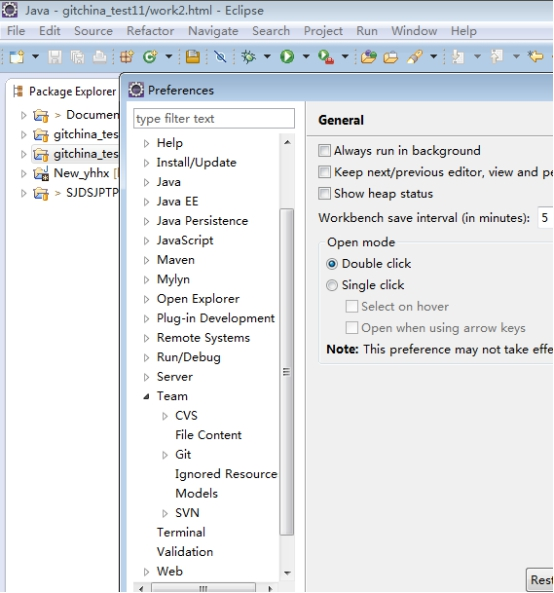 Java - gitchina_test11/work2.html - Eclipse
File Edit Source Refactor Navigate Search Project Run Window Help
Package Explorer
> Documen
gitchina_tes
gitchina_tes
New_yhhx
> SJDSJPTP
Preferences
type filter text
Help
Install/Update
Java
Java EE
Java Persistence
JavaScript
Maven
Mylyn
Open Explorer
Plug-in Development
Remote Systems
Run/Debug
Server
Team
CVS
File Content
Git
Ignored Resource
Models
SVN
Terminal
Validation
Web
General
Always run in background
Keep next/previous editor, view and pe
Show heap status
Workbench save interval (in minutes): 5
Open mode
Double click
Single click
Select on hover
Open when using arrow keys
Note: This preference may not take effe
Rest